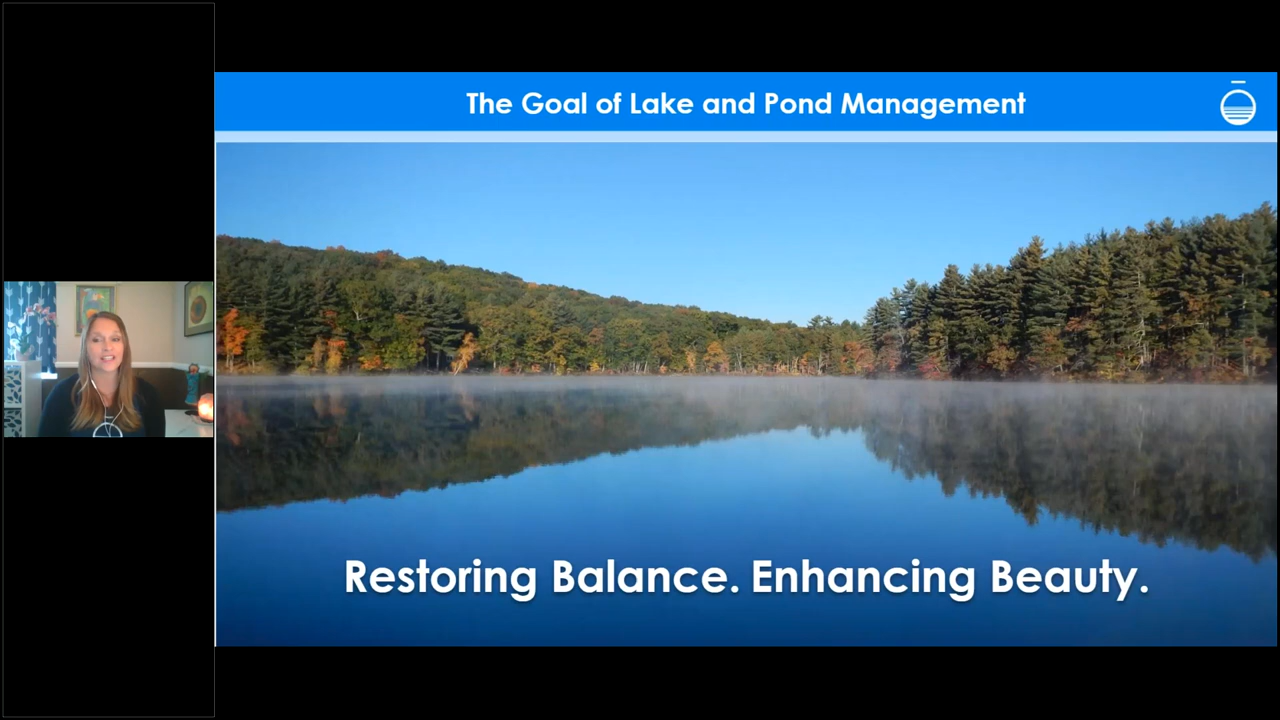 The Goal of Lake and Pond Management
Restoring Balance. Enhancing Beauty.